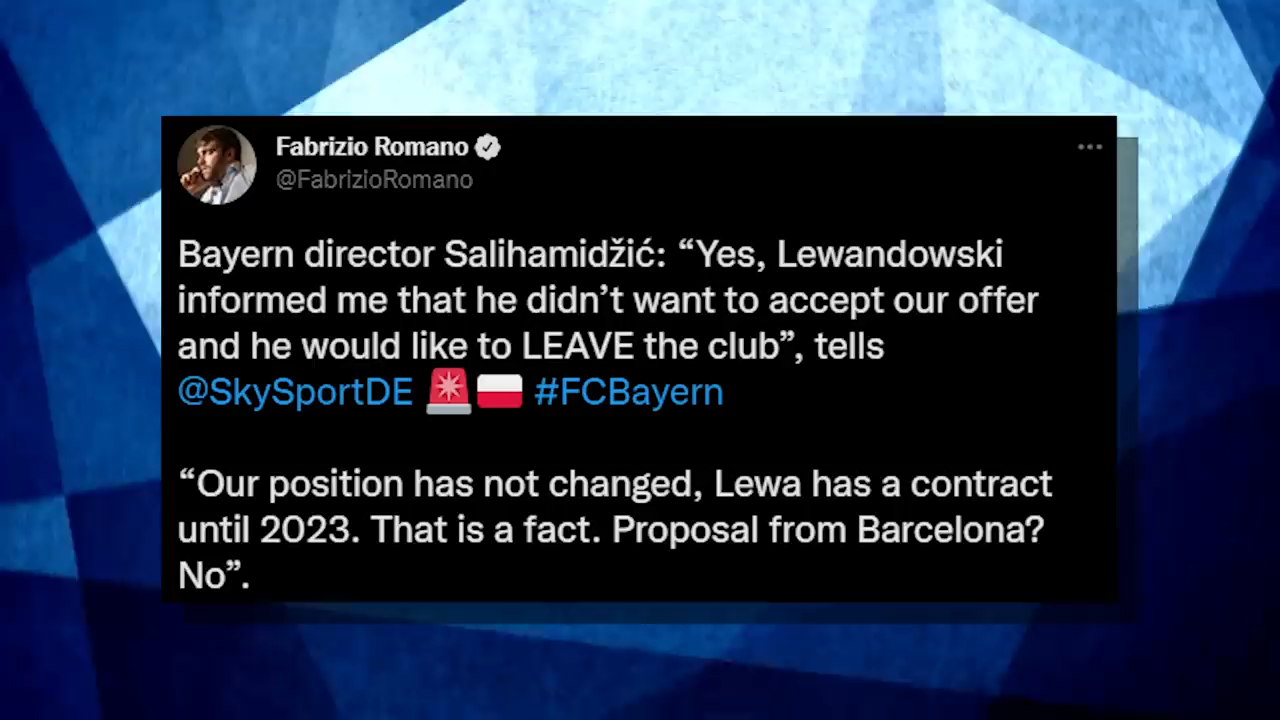 Fabrizio Romano
@FabrizioRomano
Bayern director Salihamidžić: “Yes, Lewandowski
informed me that he didn’t want to accept our offer
and he would like to LEAVE the club”, tells
@SkySportDE 🚨🇵🇱 #FCBayern
“Our position has not changed, Lewa has a contract
until 2023. That is a fact. Proposal from Barcelona?
No”.